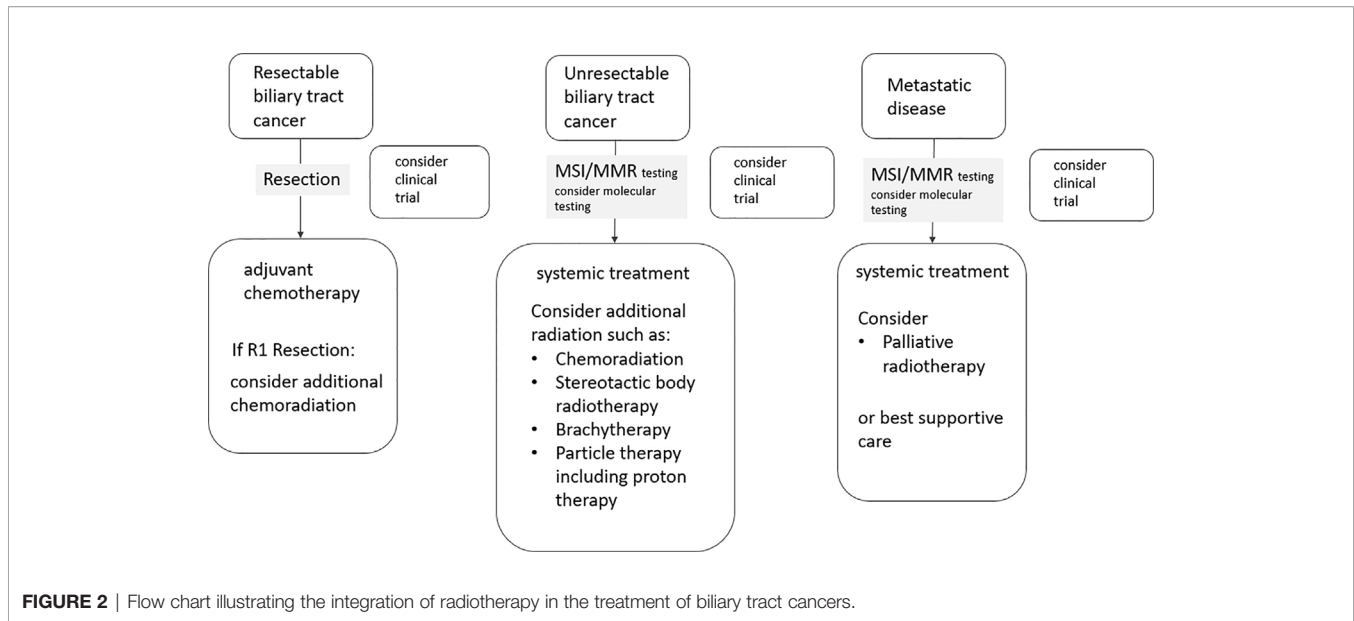 Resectable
biliary tract
cancer
Resection
consider
clinical
trial
adjuvant
chemotherapy
If R1 Resection:
consider additional
chemoradiation
Unresectable
biliary tract
cancer
MSI/MMR testing
consider molecular
testing
consider
clinical
trial
systemic treatment
Consider additional
radiation such as:
• Chemoradiation
• Stereotactic body
radiotherapy
• Brachytherapy
• Particle therapy
including proton
therapy
Metastatic
disease
MSI/MMR testing
consider molecular
testing
consider
clinical
trial
systemic treatment
Consider
• Palliative
radiotherapy
or best supportive
care
FIGURE 2 | Flow chart illustrating the integration of radiotherapy in the treatment of biliary tract cancers.